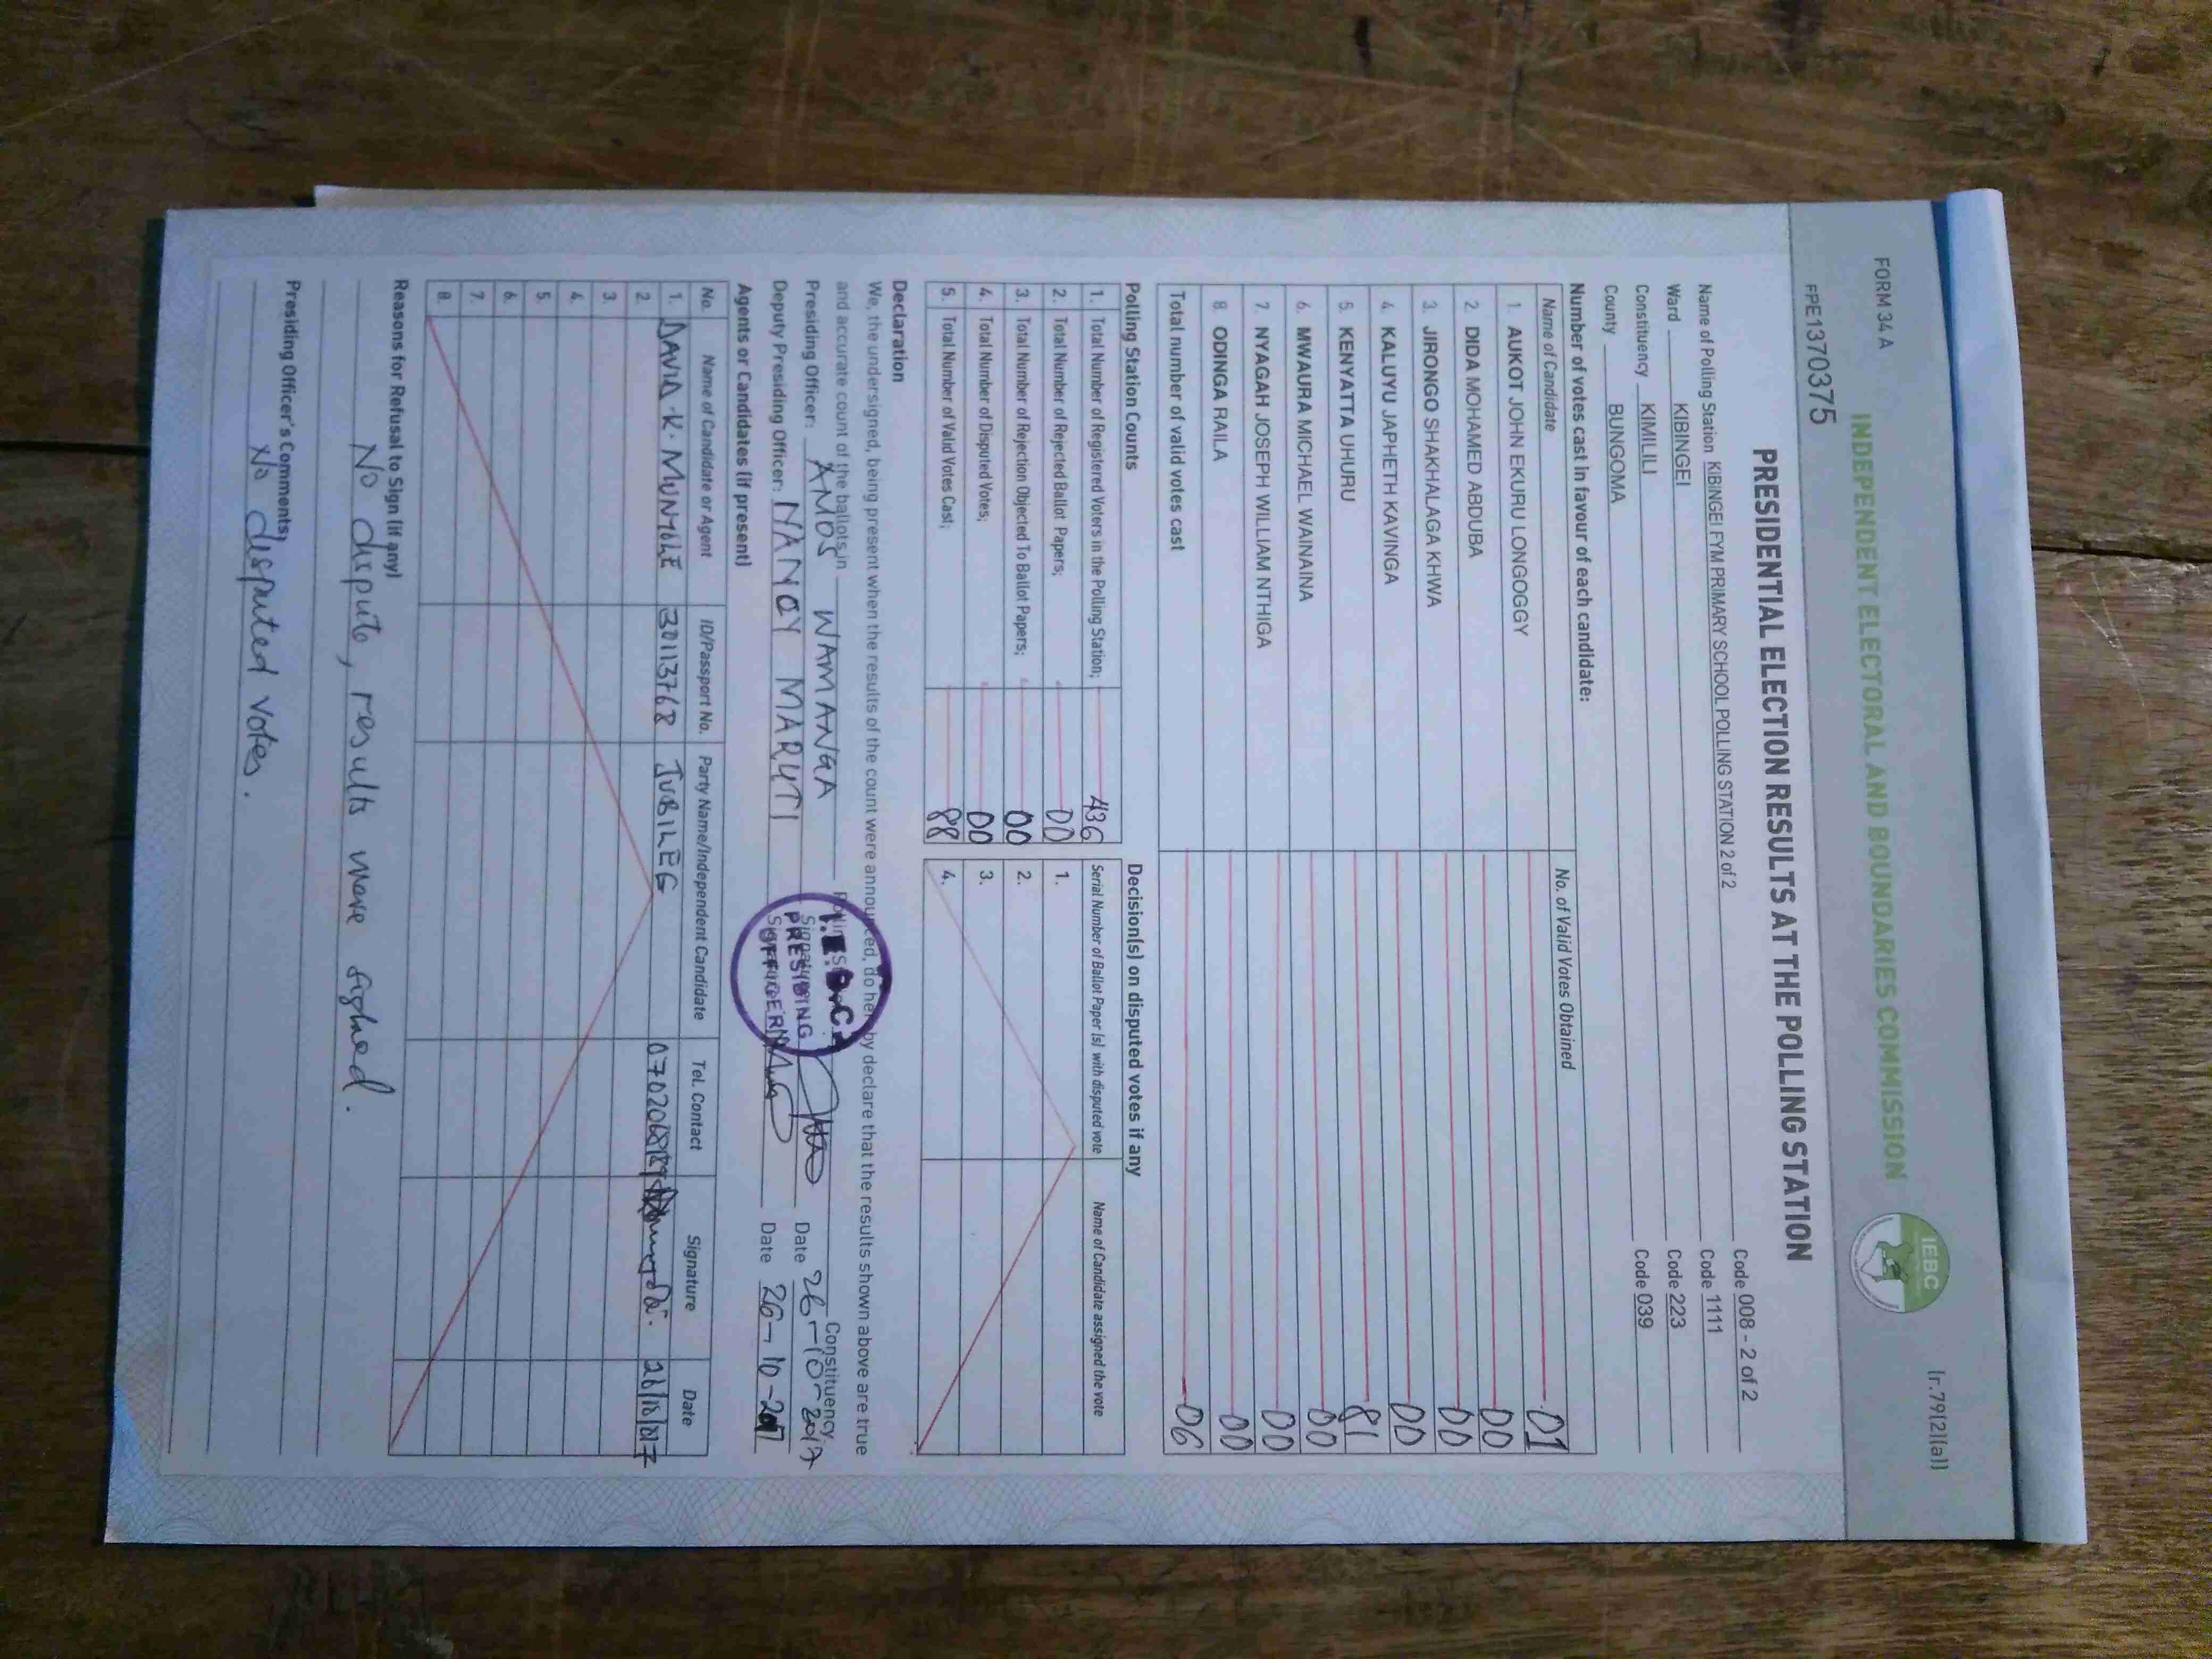 FORM 34 A
(r.79(2)(a))
INDEPENDENT ELECTORAL AND BOUNDARIES COMMISSION
IEBC
FPE1370375
PRESIDENTIAL ELECTION RESULTS AT THE POLLING STATION
Name of Polling Station KIBINGEI FYM PRIMARY SCHOOL POLLING STATION 2 of 2 Code 008 - 2 of 2
Ward KIBINGEI Code 1111
Constituency KIMILILI Code 223
County BUNGOMA Code 039
Number of votes cast in favour of each candidate:
Name of Candidate No. of Valid Votes Obtained
1. AUKOT JOHN EKURU LONGOGGY 01
2. DIDA MOHAMED ABDUBA 00
3. JIRONGO SHAKHALAGA KHWA 00
4. KALUYU JAPHETH KAVINGA 00
5. KENYATTA UHURU 81
6. MWAURA MICHAEL WAINAINA 00
7. NYAGAH JOSEPH WILLIAM NTHIGA 00
8. ODINGA RAILA 00
Total number of valid votes cast 06
Polling Station Counts
1. Total Number of Registered Voters in the Polling Station; 436
2. Total Number of Rejected Ballot Papers; 00
3. Total Number of Rejection Objected To Ballot Papers; 00
4. Total Number of Disputed Votes; 00
5. Total Number of Valid Votes Cast; 88
Decision(s) on disputed votes if any
Serial Number of Ballot Paper (s) with disputed vote Name of Candidate assigned the vote
1.
2.
3.
4.
Declaration
We, the undersigned, being present when the results of the count were announced, do hereby declare that the results shown above are true
and accurate count of the ballots in Constituency.
Presiding Officer: AMOS WAMANGA Date 26-10-2017
Deputy Presiding Officer: NANCY MARUTI Date 26-10-2017
I.E.B.C
PRESIDING
OFFICER
Agents or Candidates (if present)
No. Name of Candidate or Agent ID/Passport No. Party Name/Independent Candidate Tel. Contact Signature Date
1. DAVID K. MUNYOLE 30113768 JUBILEE 26/10/017
2.
3.
4.
5.
6.
7.
8.
Reasons for Refusal to Sign (if any)
No dispute, results were signed.
Presiding Officer's Comments
No disputed votes.